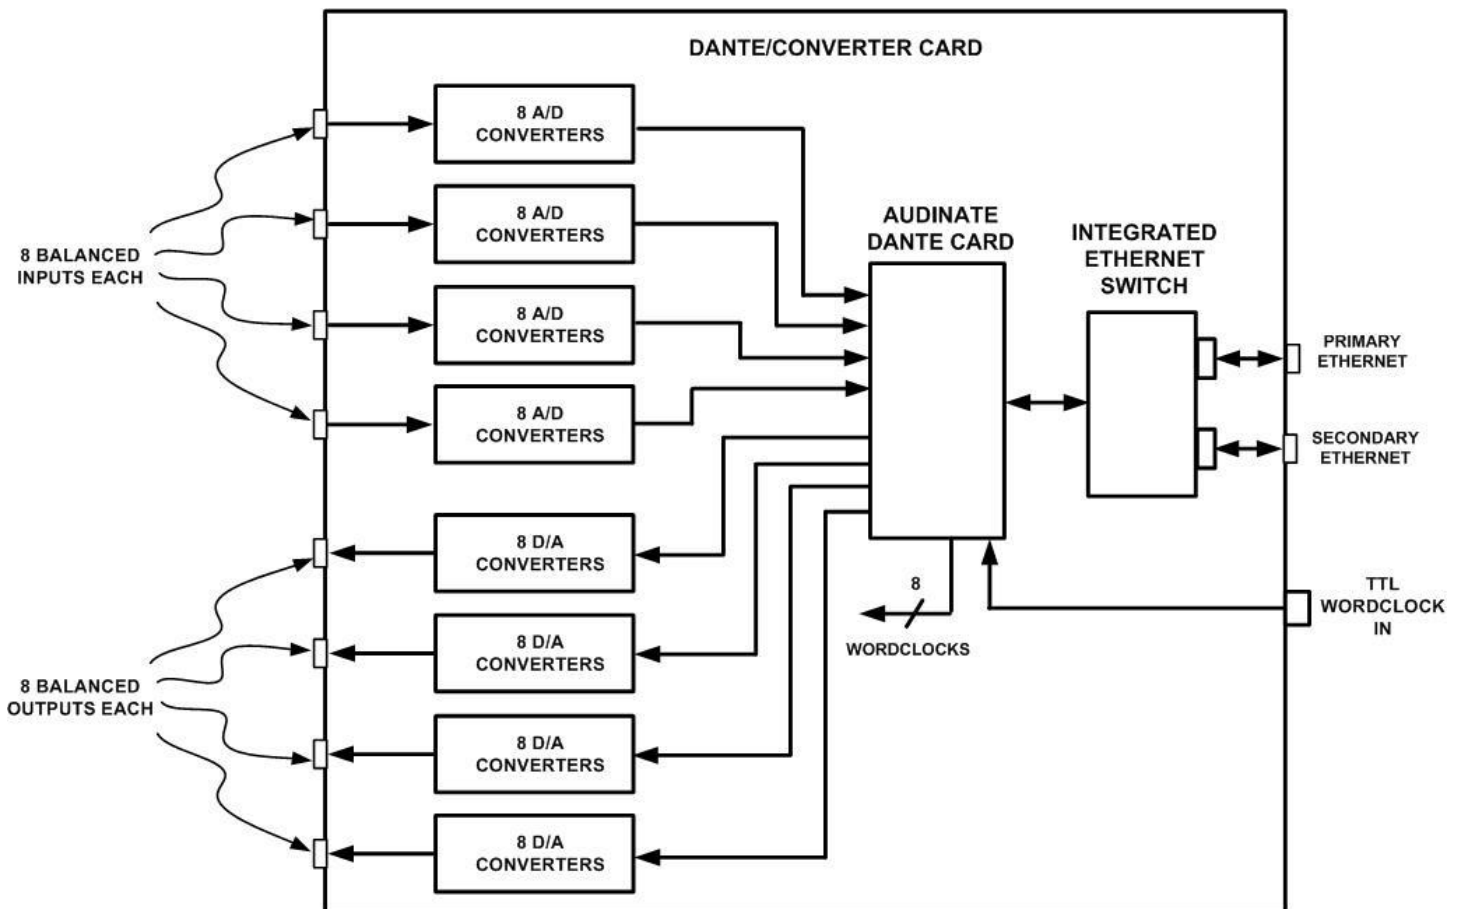 DANTE/CONVERTER CARD
8 A/D
CONVERTERS
8 A/D
CONVERTERS
8 A/D
CONVERTERS
8 A/D
CONVERTERS
8 BALANCED
INPUTS EACH
AUDINATE
DANTE CARD
INTEGRATED
ETHERNET
SWITCH
PRIMARY
ETHERNET
SECONDARY
ETHERNET
8 D/A
CONVERTERS
8 D/A
CONVERTERS
8 D/A
CONVERTERS
8 D/A
CONVERTERS
8 BALANCED
OUTPUTS EACH
8
WORDCLOCKS
TTL
WORDCLOCK
IN